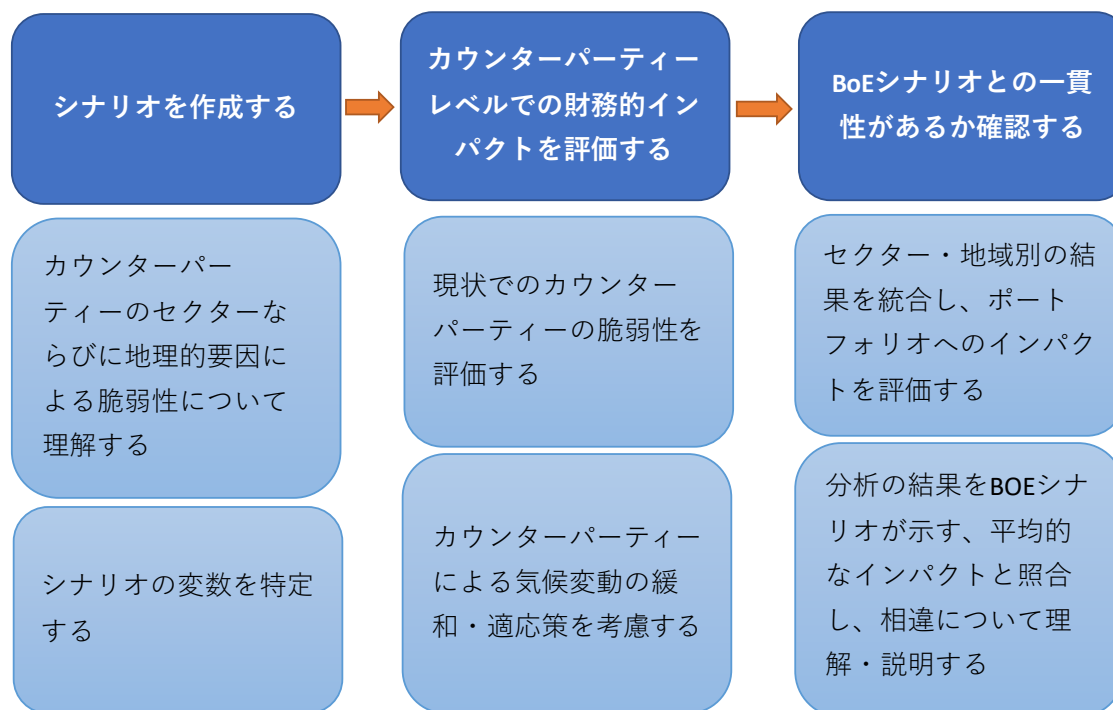 シナリオを作成する
カウンターパーティー
レベルでの財務的イン
パクトを評価する
BoEシナリオとの一貫
性があるか確認する
カウンターパー
ティーのセクターな
らびに地理的要因に
よる脆弱性について
理解する
シナリオの変数を特定
する
現状でのカウンター
パーティーの脆弱性を
評価する
カウンターパーティー
による気候変動の緩
和・適応策を考慮する
セクター・地域別の結
果を統合し、ポート
フォリオへのインパク
トを評価する
分析の結果をBOEシナ
リオが示す、平均的
なインパクトと照合
し、相違について理
解・説明する